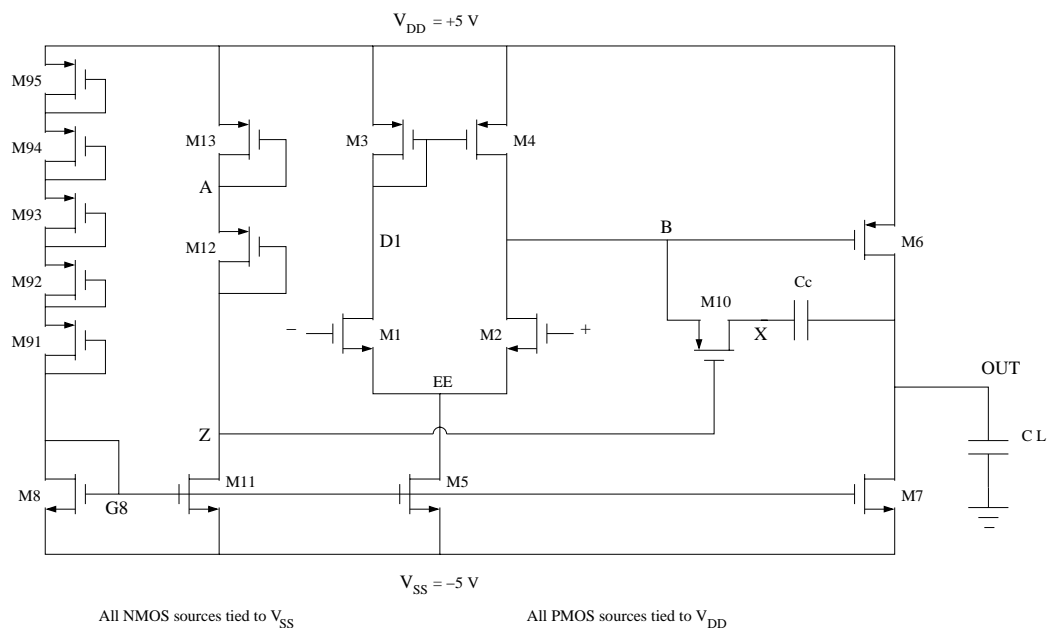 V_DD = +5 V
M95
M94
M93
M92
M91
M13
M3
M4
A
M12
D1
B
M6
Cc
M10
X
− M1
M2 +
EE
OUT
Z
C L
M8
G8
M11
M5
M7
V_SS = −5 V
All NMOS sources tied to V_SS
All PMOS sources tied to V_DD